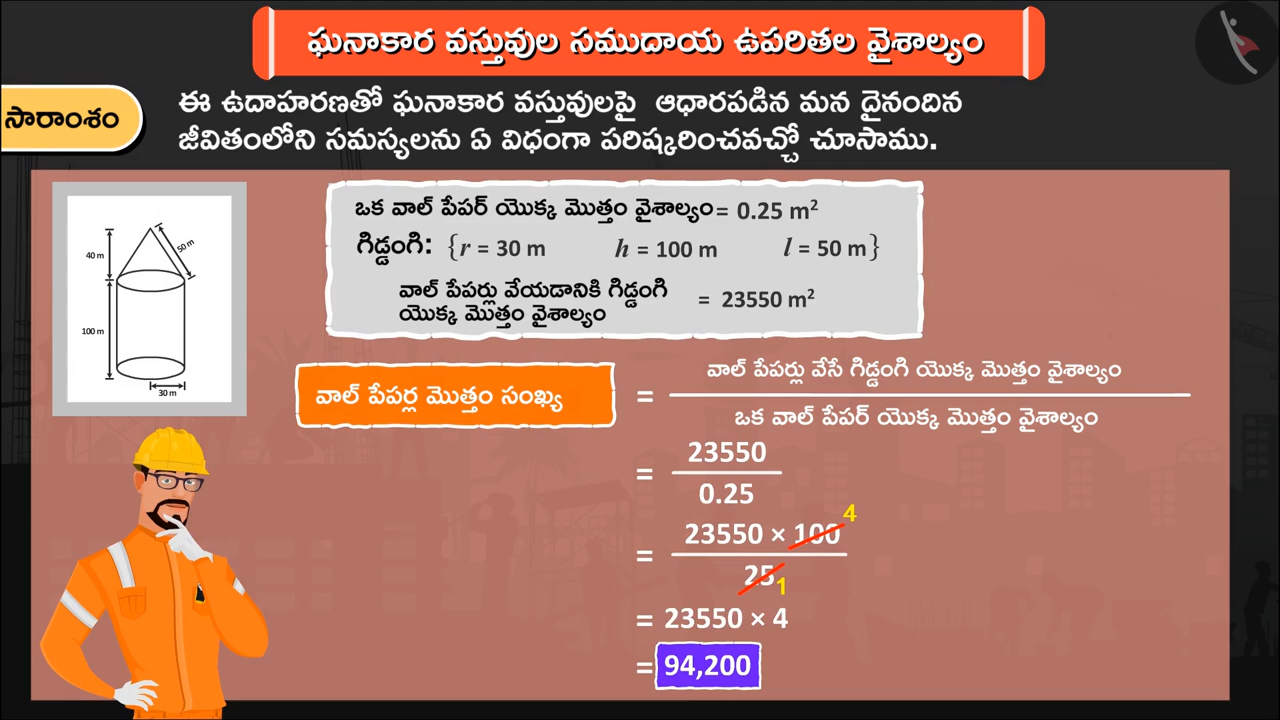 ఘనాకార వస్తువుల సముదాయ ఉపరితల వైశాల్యం
సారాంశం
ఈ ఉదాహరణతో ఘనాకార వస్తువులపై ఆధారపడిన మన దైనందిన
జీవితంలోని సమస్యలను ఏ విధంగా పరిష్కరించవచ్చో చూసాము.
40 m
50 m
100 m
30 m
ఒక వాల్ పేపర్ యొక్క మొత్తం వైశాల్యం = 0.25 m²
గిడ్డంగి: {r = 30 m h = 100 m l = 50 m}
వాల్ పేపర్లు వేయడానికి గిడ్డంగి
యొక్క మొత్తం వైశాల్యం = 23550 m²
వాల్ పేపర్ల మొత్తం సంఖ్య =
వాల్ పేపర్లు వేసే గిడ్డంగి యొక్క మొత్తం వైశాల్యం
ఒక వాల్ పేపర్ యొక్క మొత్తం వైశాల్యం
= 23550
0.25
= 23550 × 100 4
25 1
= 23550 × 4
= 94,200